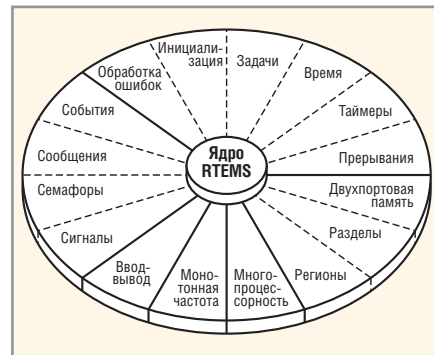 Инициали-
зация
Задачи
Время
Таймеры
Прерывания
Двухпортовая
память
Разделы
Регионы
Много-
процес-
сорность
Моно-
тонная
частота
Ввод-
вывод
Сигналы
Семафоры
Сообщения
События
Обработка
ошибок
Ядро
RTEMS